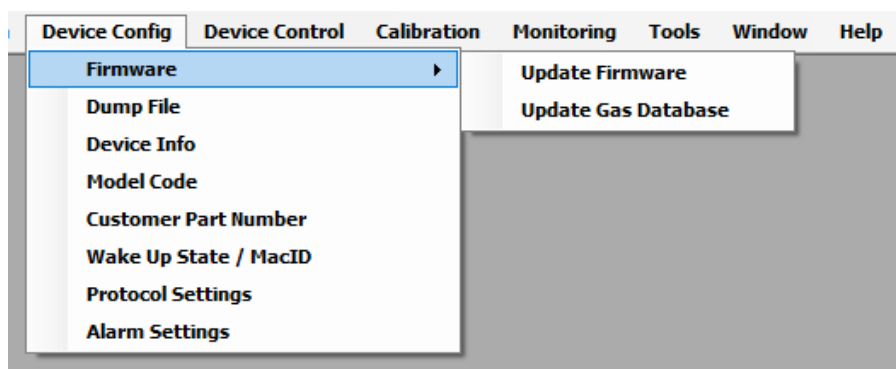 Device Config Device Control Calibration Monitoring Tools Window Help
Firmware
Update Firmware
Update Gas Database
Dump File
Device Info
Model Code
Customer Part Number
Wake Up State / MacID
Protocol Settings
Alarm Settings